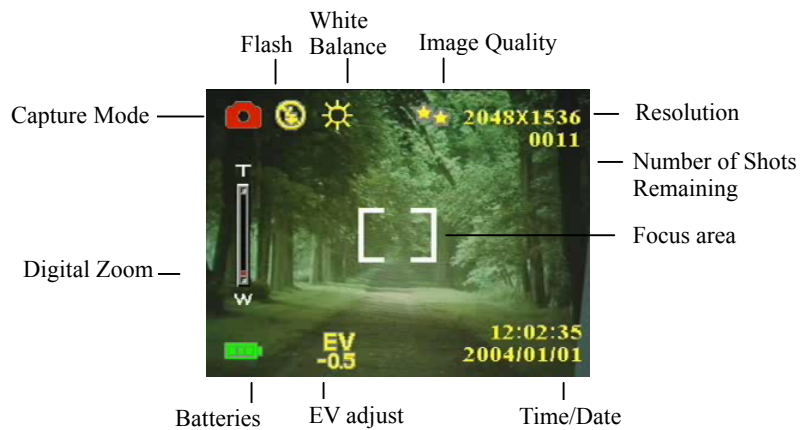 White
Balance
Flash
Image Quality
Capture Mode
2048X1536
Resolution
0011
T
Number of Shots
Remaining
Focus area
Digital Zoom
W
12:02:35
EV
-0.5
2004/01/01
Batteries
EV adjust
Time/Date